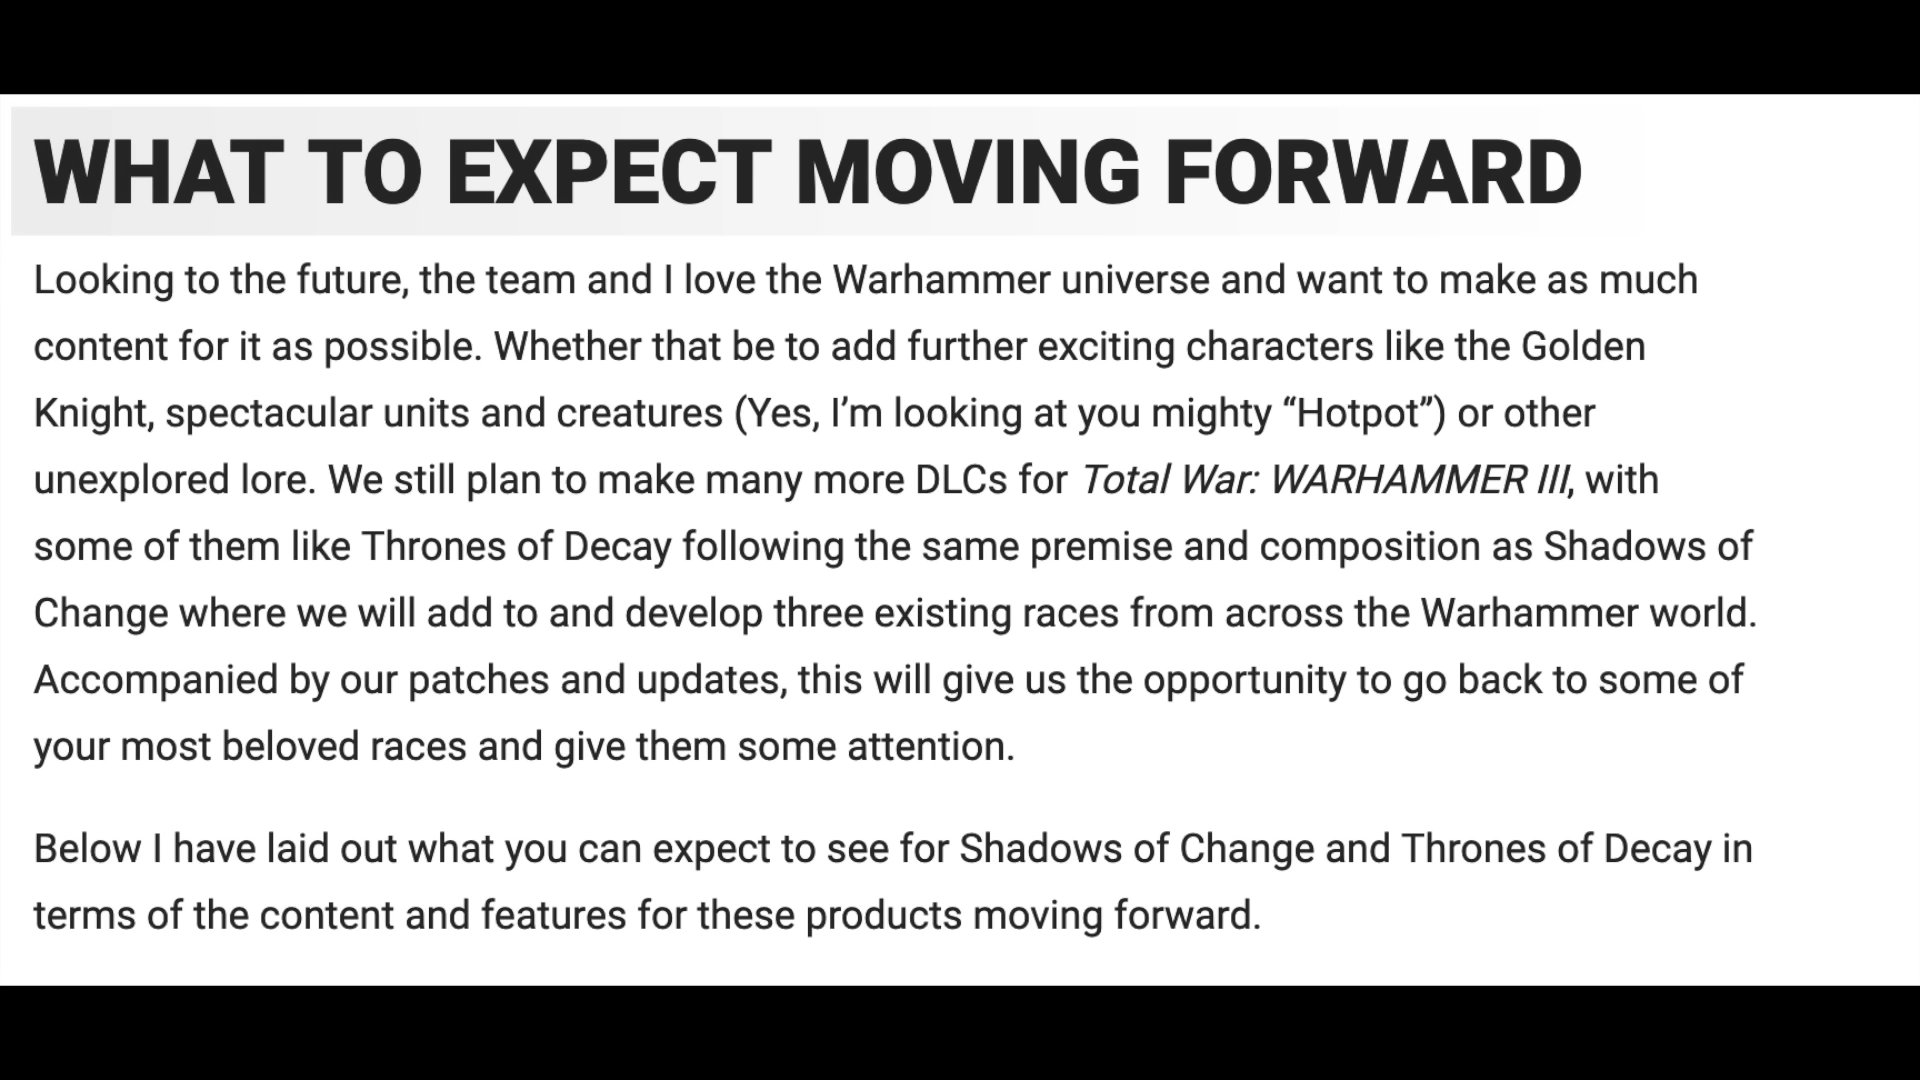 WHAT TO EXPECT MOVING FORWARD
Looking to the future, the team and I love the Warhammer universe and want to make as much
content for it as possible. Whether that be to add further exciting characters like the Golden
Knight, spectacular units and creatures (Yes, I’m looking at you mighty “Hotpot”) or other
unexplored lore. We still plan to make many more DLCs for Total War: WARHAMMER III, with
some of them like Thrones of Decay following the same premise and composition as Shadows of
Change where we will add to and develop three existing races from across the Warhammer world.
Accompanied by our patches and updates, this will give us the opportunity to go back to some of
your most beloved races and give them some attention.
Below I have laid out what you can expect to see for Shadows of Change and Thrones of Decay in
terms of the content and features for these products moving forward.